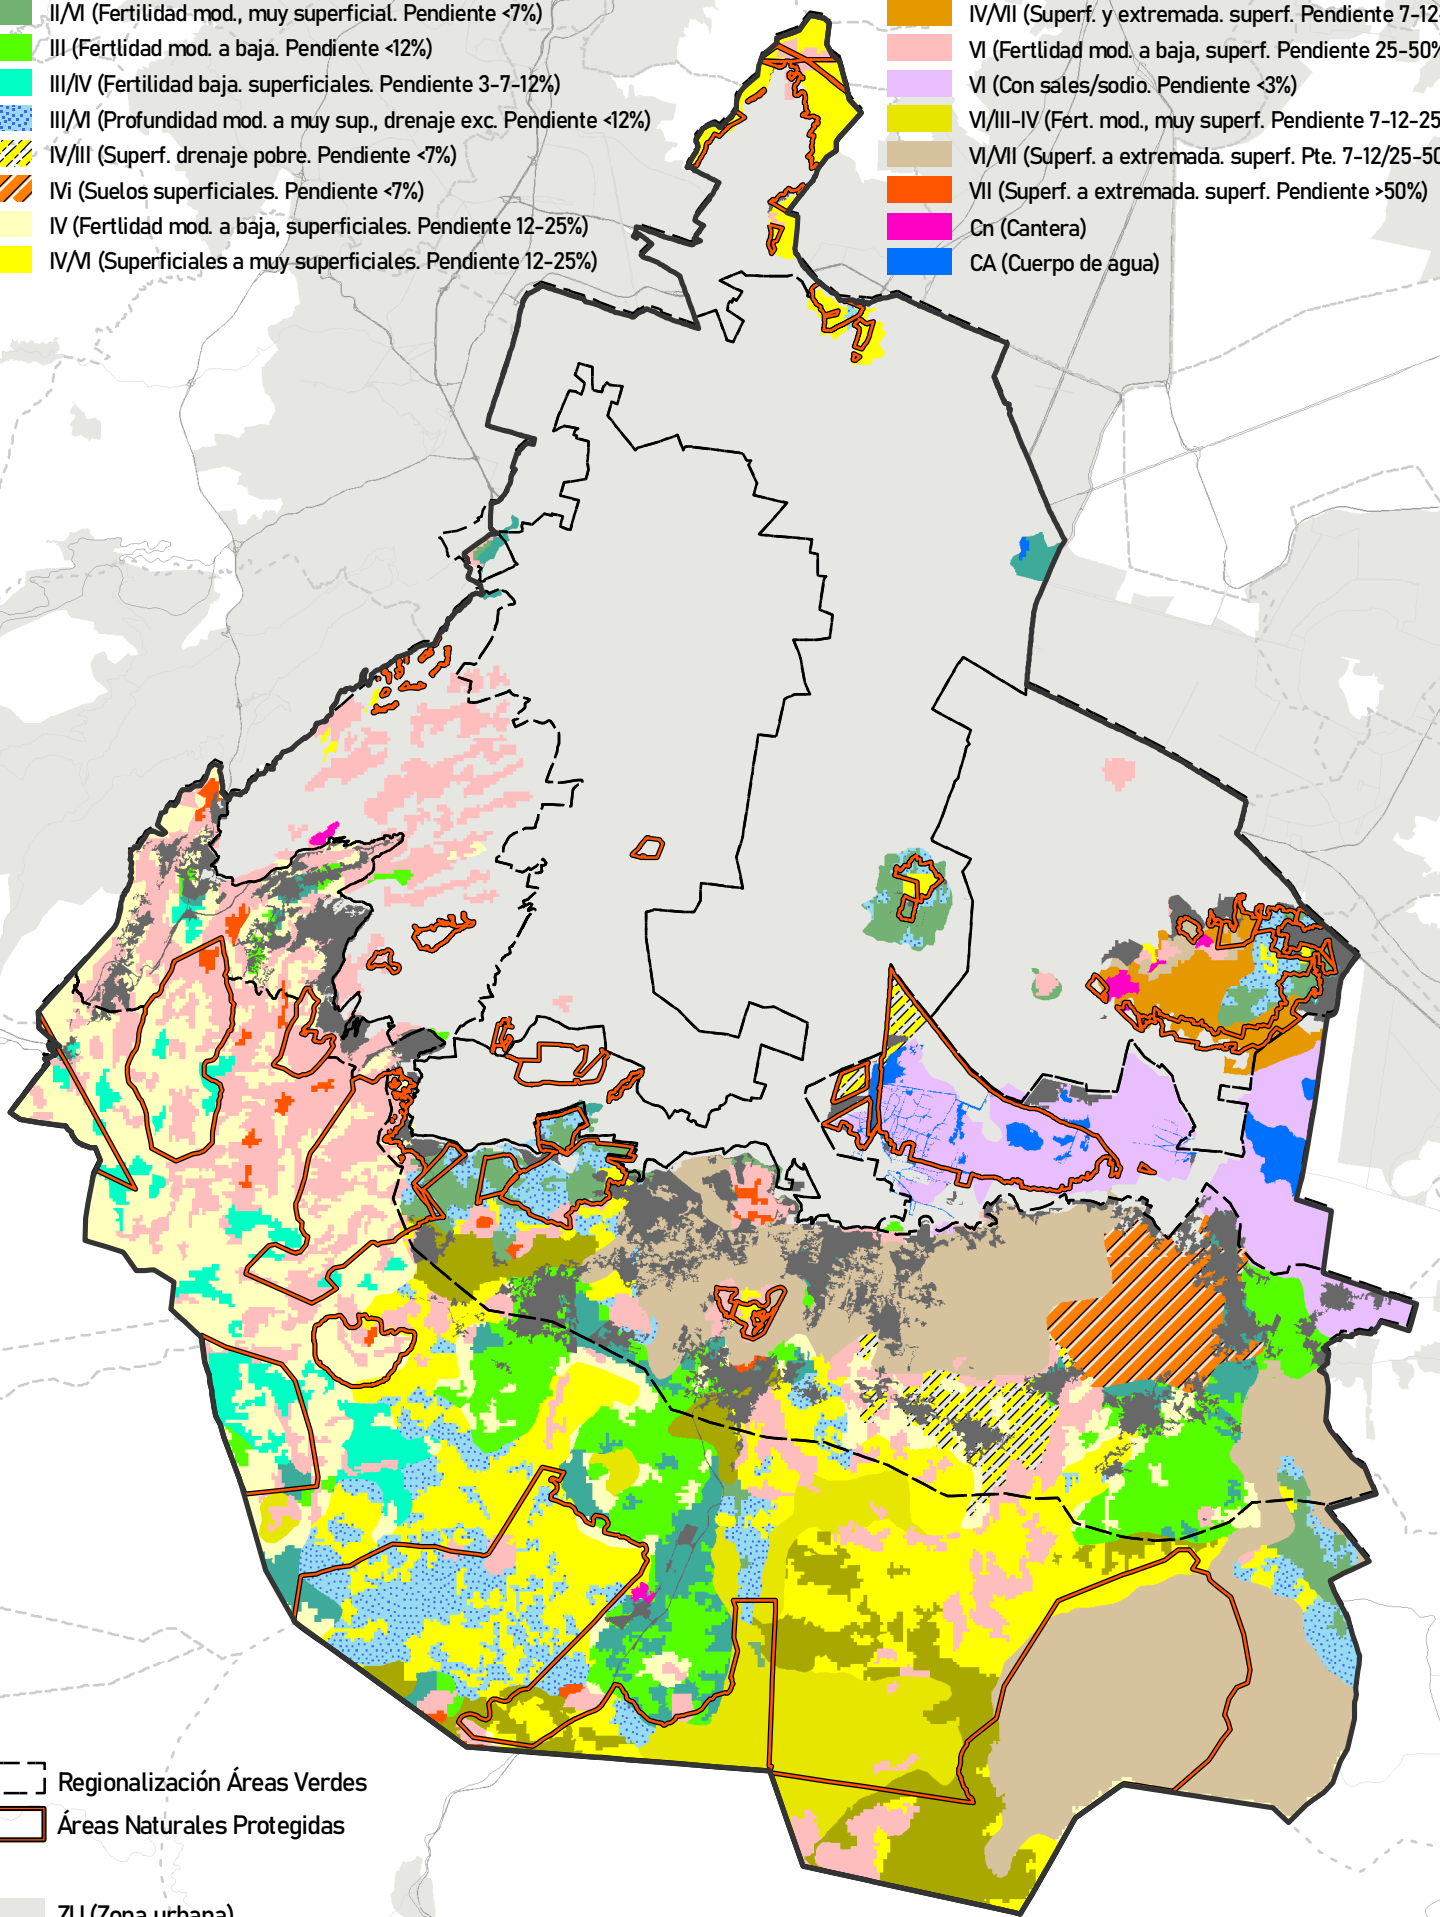 II/VI (Fertilidad mod., muy superficial. Pendiente <7%)
III (Fertlidad mod. a baja. Pendiente <12%)
III/IV (Fertilidad baja. superficiales. Pendiente 3-7-12%)
III/VI (Profundidad mod. a muy sup., drenaje exc. Pendiente <12%)
IV/III (Superf. drenaje pobre. Pendiente <7%)
IVi (Suelos superficiales. Pendiente <7%)
IV (Fertlidad mod. a baja, superficiales. Pendiente 12-25%)
IV/VI (Superficiales a muy superficiales. Pendiente 12-25%)
IV/VII (Superf. y extremada. superf. Pendiente 7-12-
VI (Fertlidad mod. a baja, superf. Pendiente 25-50%
VI (Con sales/sodio. Pendiente <3%)
VI/III-IV (Fert. mod., muy superf. Pendiente 7-12-25
VI/VII (Superf. a extremada. superf. Pte. 7-12/25-50
VII (Superf. a extremada. superf. Pendiente >50%)
Cn (Cantera)
CA (Cuerpo de agua)
Regionalización Áreas Verdes
Áreas Naturales Protegidas
ZU (Zona urbana)